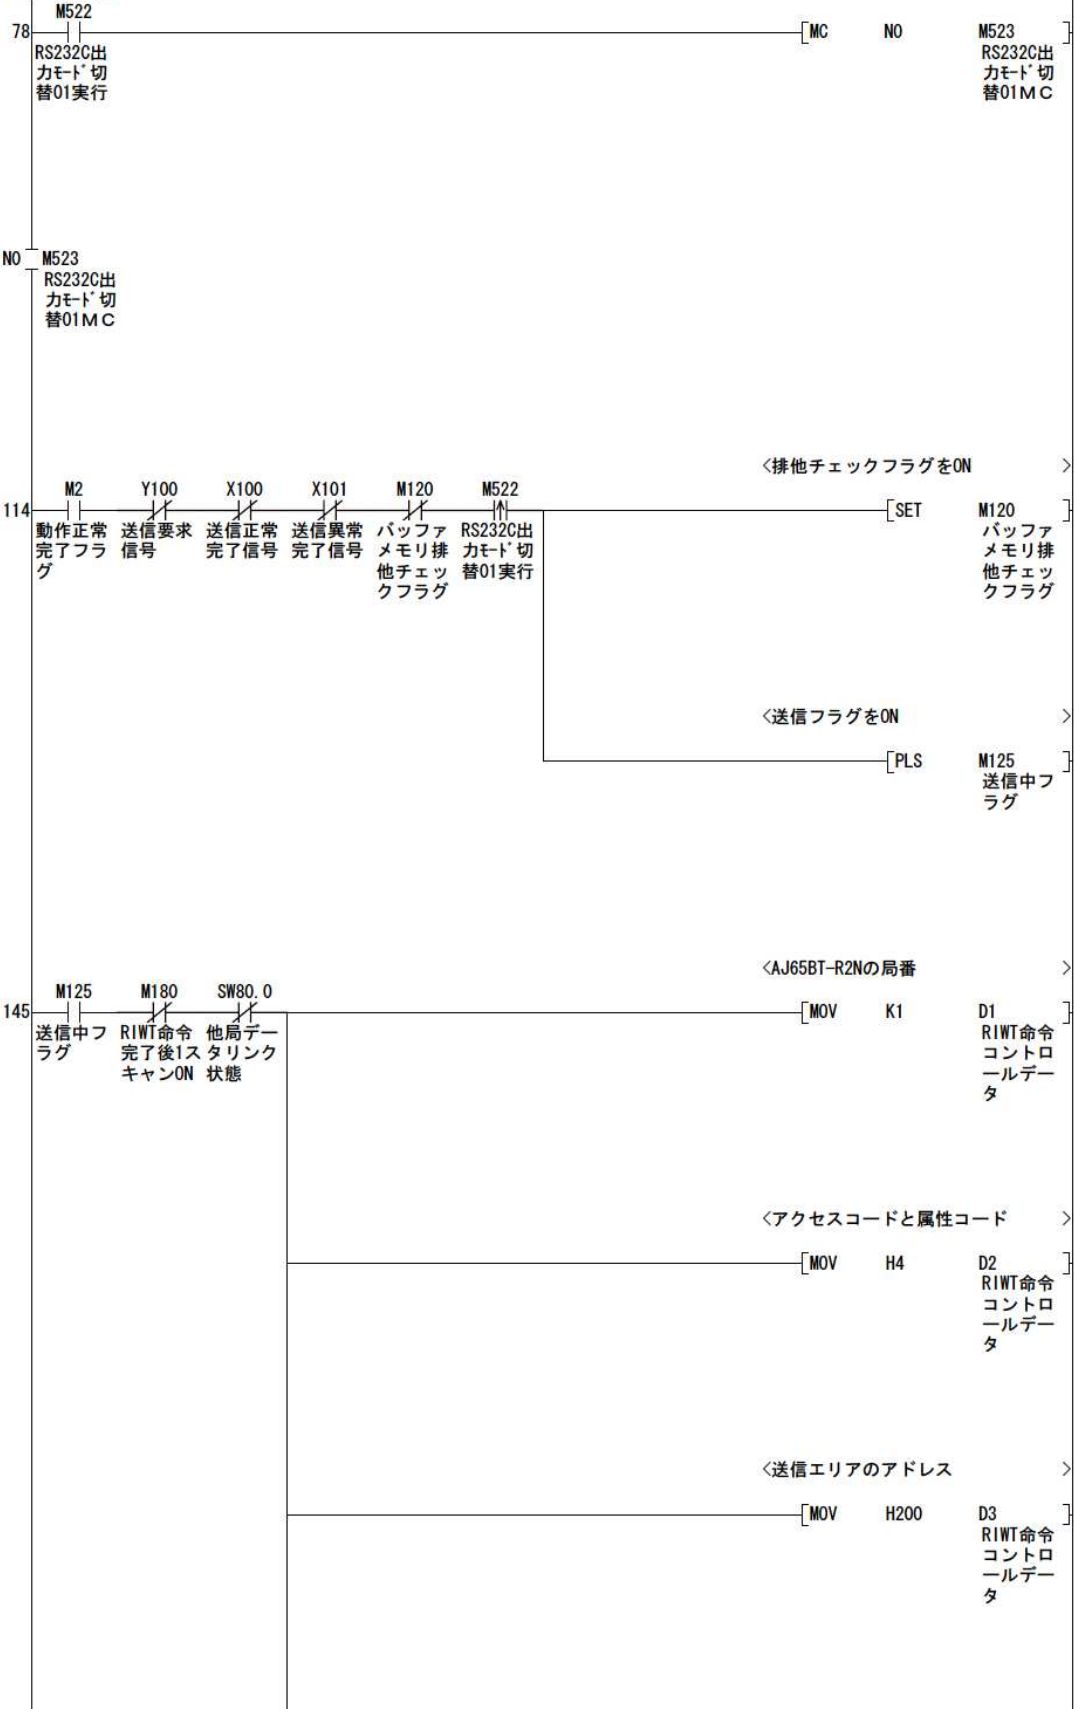 M522
78 MC N0 M523
RS232C出 RS232C出
力ﾓｰﾄﾞ切 力ﾓｰﾄﾞ切
替01実行 替01MC
N0 M523
RS232C出
力ﾓｰﾄﾞ切
替01MC
<排他チェックフラグをON >
M2 Y100 X100 X101 M120 M522
114 SET M120
動作正常 送信要求 送信正常 送信異常 バッファ RS232C出 バッファ
完了フラ 信号 完了信号 完了信号 メモリ排 力ﾓｰﾄﾞ切 メモリ排
グ 他チェッ 替01実行 他チェッ
クフラグ クフラグ
<送信フラグをON >
PLS M125
送信中フ
ラグ
<AJ65BT-R2Nの局番 >
M125 M180 SW80.0
145 MOV K1 D1
送信中フ RIWT命令 他局デー RIWT命令
ラグ 完了後1ス タリンク コントロ
キャンON 状態 ールデー
タ
<アクセスコードと属性コード >
MOV H4 D2
RIWT命令
コントロ
ールデー
タ
<送信エリアのアドレス >
MOV H200 D3
RIWT命令
コントロ
ールデー
タ